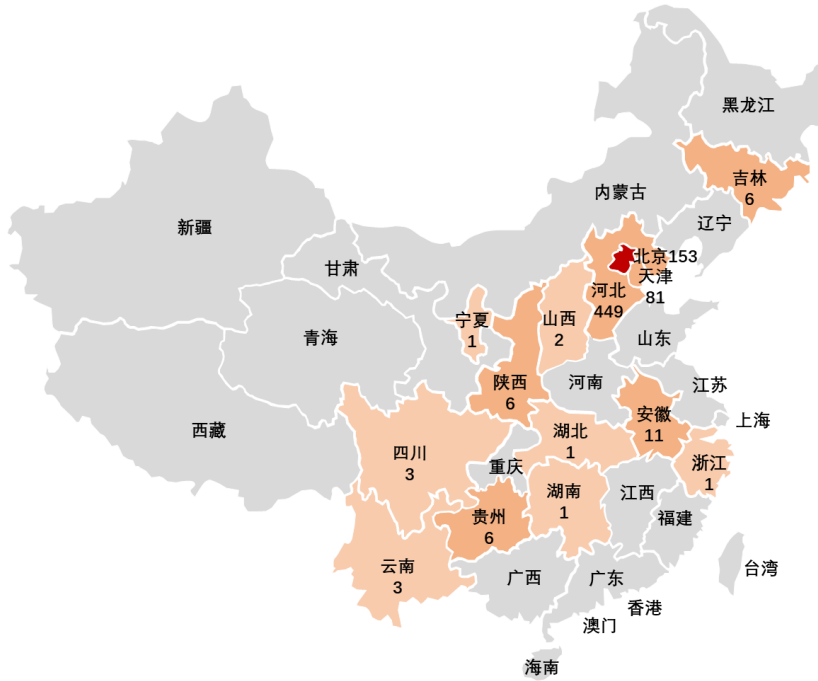 黑龙江
吉林
6
内蒙古
辽宁
新疆
北京153
甘肃
天津
81
河北
449
宁夏
1
山西
2
青海
山东
陕西
6
河南
江苏
安徽
11
上海
西藏
湖北
1
四川
3
重庆
浙江
1
湖南
1
江西
贵州
6
福建
云南
3
广西
广东
台湾
香港
澳门
海南